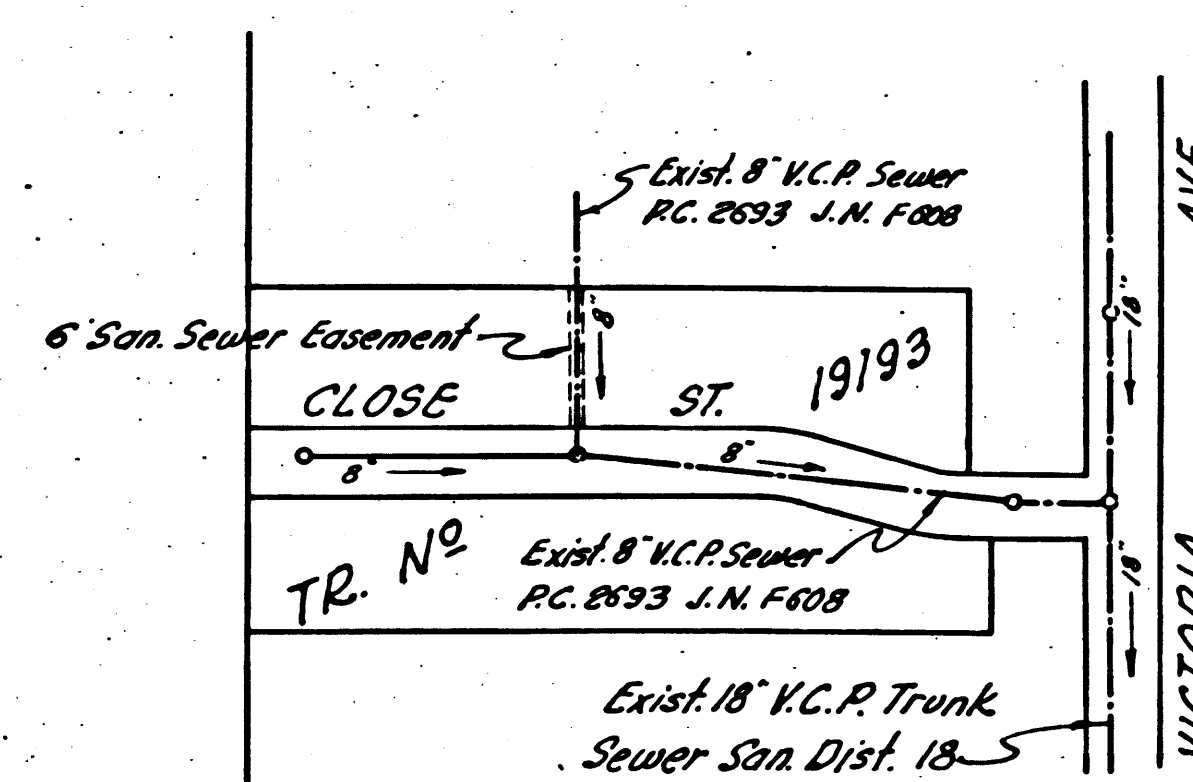 Exist. 8" V.C.P. Sewer
P.C. 2693 J.N. F608
AVE
18"
8"
6' San. Sewer Easement
19193
CLOSE ST.
8"
8"
TR. Nº
Exist. 8" V.C.P. Sewer
P.C. 2693 J.N. F608
18"
VICTORIA
Exist. 18" V.C.P. Trunk
Sewer San. Dist. 18